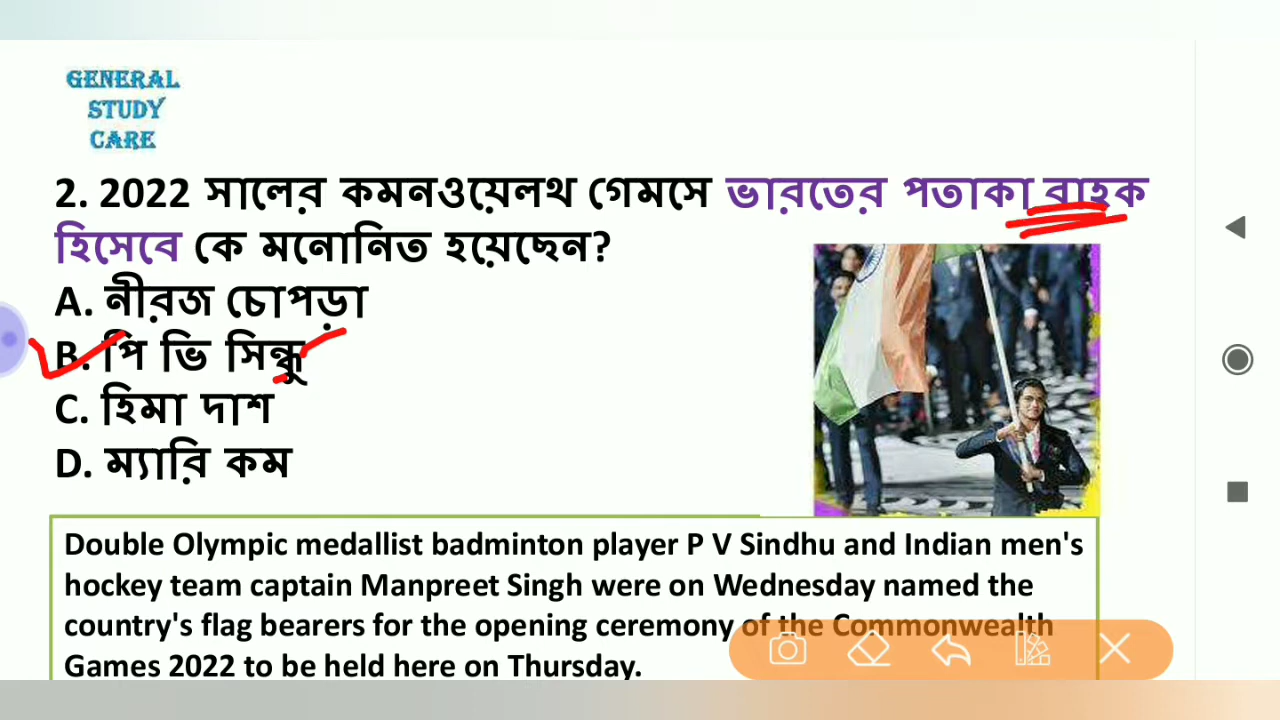 GENERAL
STUDY
CARE
2. 2022 সালের কমনওয়েলথ গেমসে ভারতের পতাকা বাহক
হিসেবে কে মনোনিত হয়েছেন?
A. নীরজ চোপড়া
B. পি ভি সিন্ধু
C. হিমা দাশ
D. ম্যারি কম
Double Olympic medallist badminton player P V Sindhu and Indian men's
hockey team captain Manpreet Singh were on Wednesday named the
country's flag bearers for the opening ceremony of the Commonwealth
Games 2022 to be held here on Thursday.